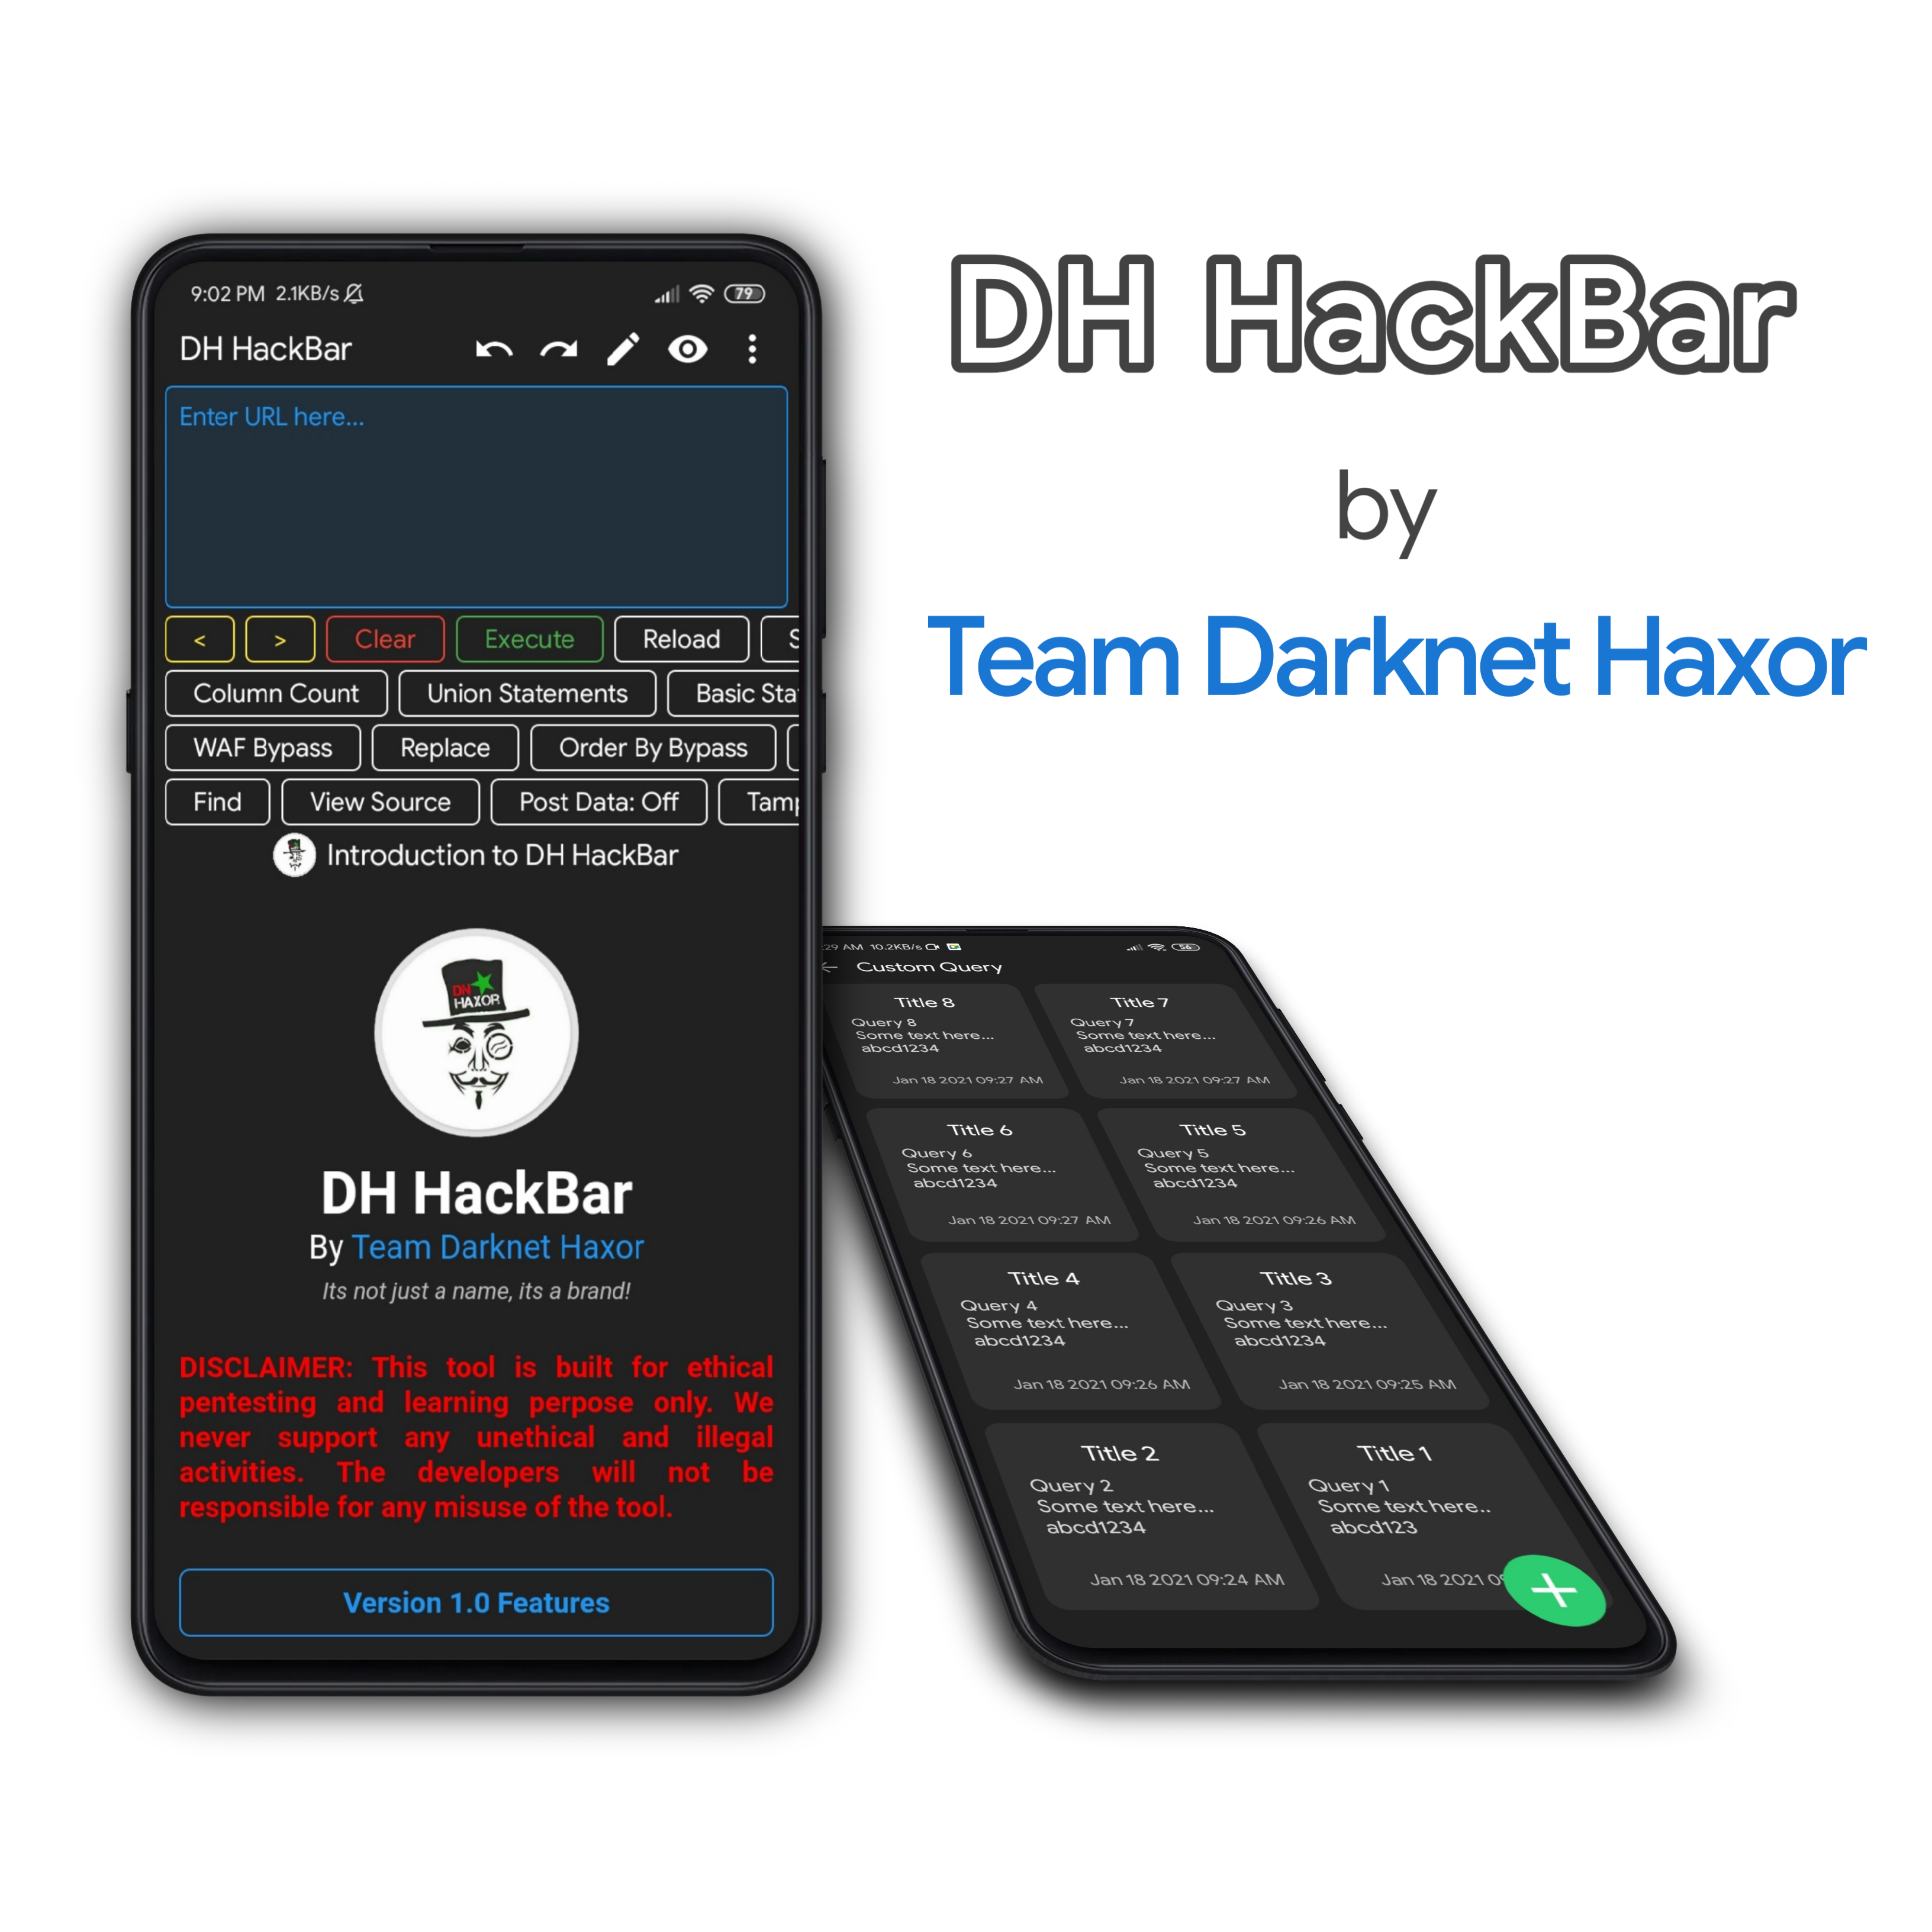 DH HackBar
by
Team Darknet Haxor
9:02 PM 2.1KB/s
79
DH HackBar
Enter URL here...
< > Clear Execute Reload S
Column Count Union Statements Basic Sta
WAF Bypass Replace Order By Bypass
Find View Source Post Data: Off Tamp
Introduction to DH HackBar
DH
HAXOR
DH HackBar
By Team Darknet Haxor
Its not just a name, its a brand!
DISCLAIMER: This tool is built for ethical
pentesting and learning perpose only. We
never support any unethical and illegal
activities. The developers will not be
responsible for any misuse of the tool.
Version 1.0 Features
:29 AM 10.2KB/s
56
Custom Query
Title 8
Query 8
Some text here...
abcd1234
Jan 18 2021 09:27 AM
Title 7
Query 7
Some text here...
abcd1234
Jan 18 2021 09:27 AM
Title 6
Query 6
Some text here...
abcd1234
Jan 18 2021 09:27 AM
Title 5
Query 5
Some text here...
abcd1234
Jan 18 2021 09:26 AM
Title 4
Query 4
Some text here...
abcd1234
Jan 18 2021 09:26 AM
Title 3
Query 3
Some text here...
abcd1234
Jan 18 2021 09:25 AM
Title 2
Query 2
Some text here...
abcd1234
Jan 18 2021 09:24 AM
Title 1
Query 1
Some text here..
abcd123
Jan 18 2021